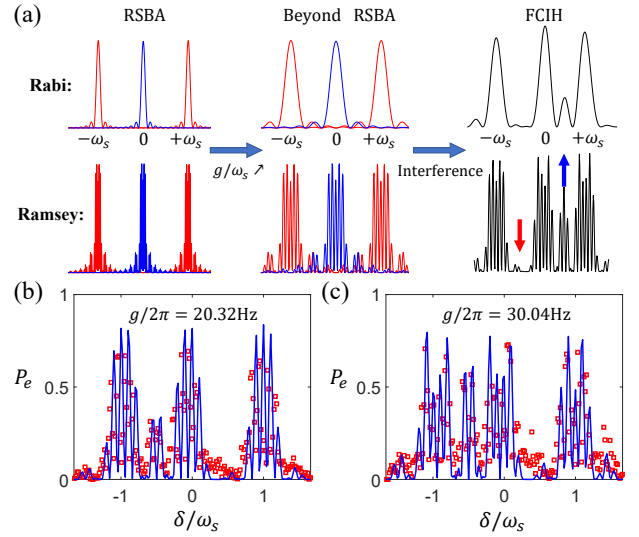 (a)
RSBA
Beyond RSBA
FCIH
Rabi:
−ωs 0 +ωs
−ωs 0 +ωs
−ωs 0 +ωs
g/ωs ↗
Interference
Ramsey:
(b)
(c)
1
g/2π = 20.32Hz
Pe
0.5
0
-1 0 1
δ/ωs
1
g/2π = 30.04Hz
Pe
0.5
0
-1 0 1
δ/ωs